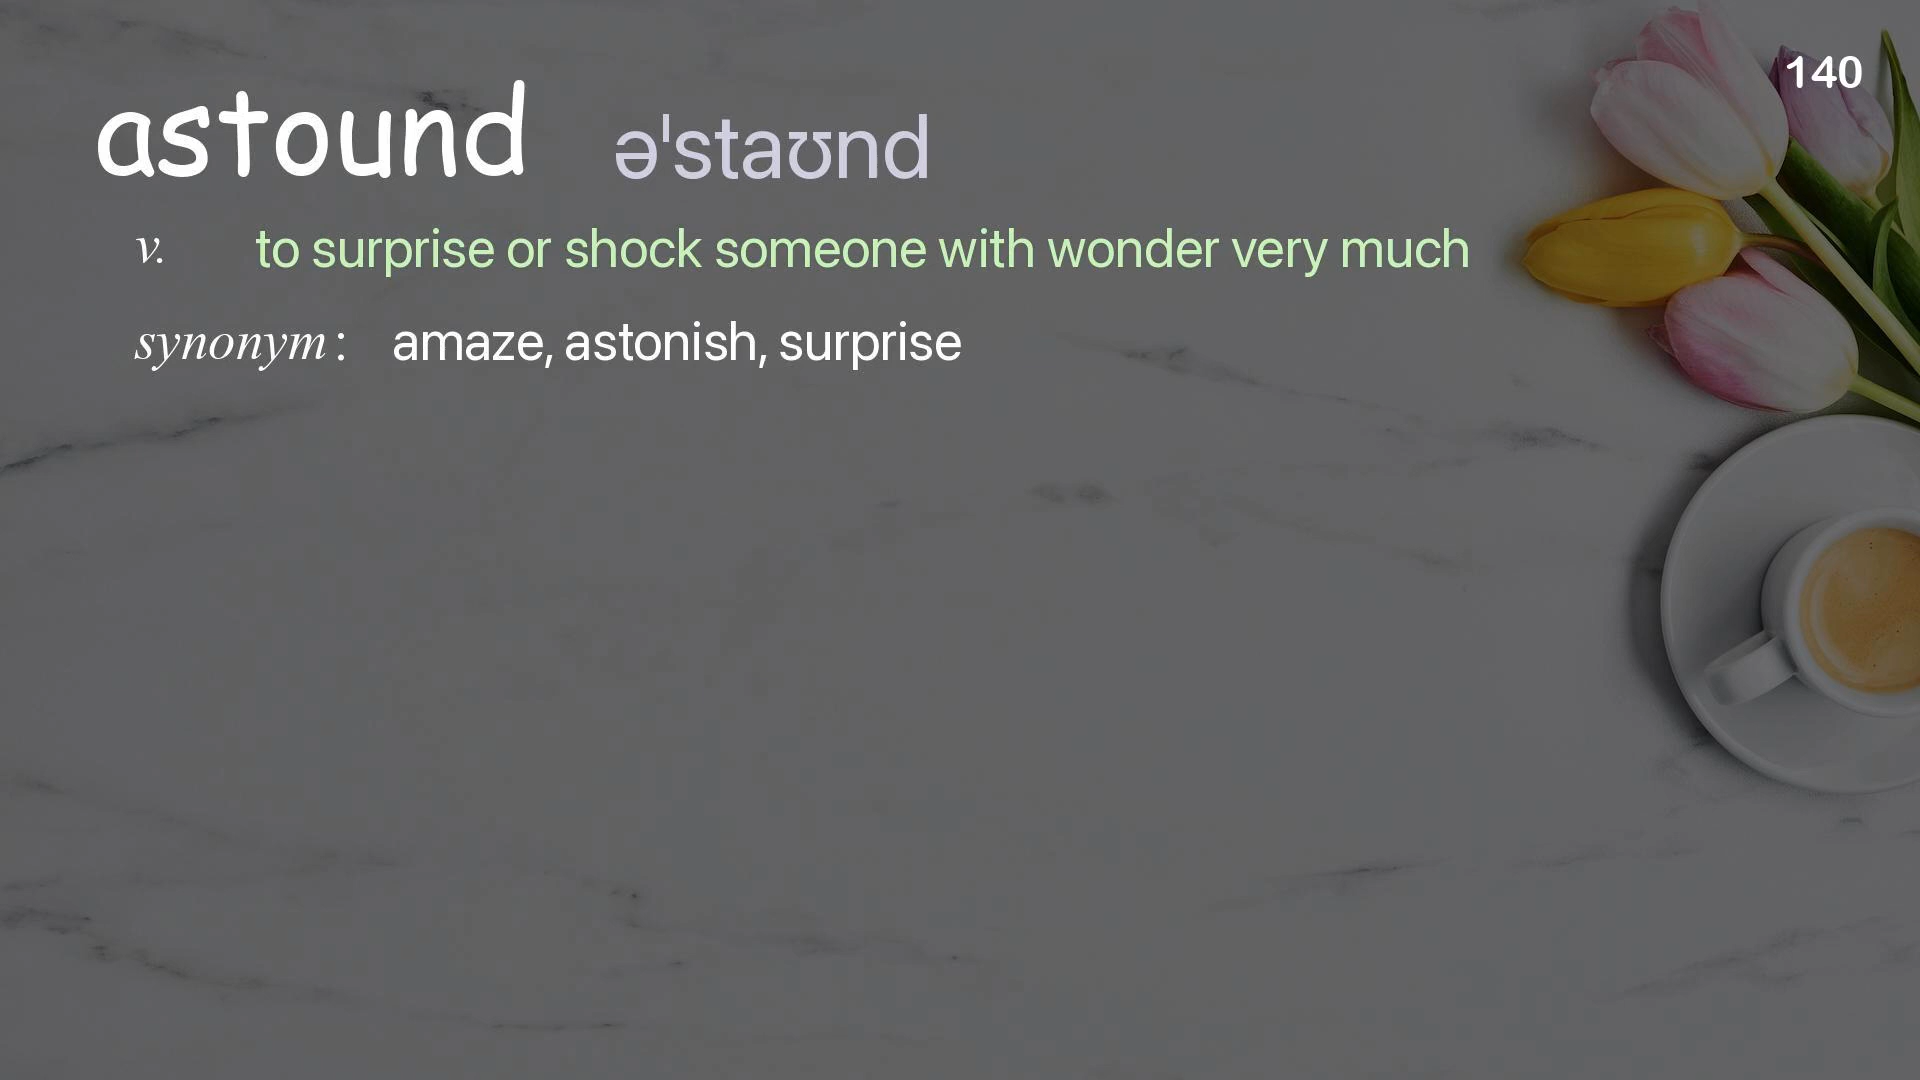 140
astound əˈstaʊnd
v. to surprise or shock someone with wonder very much
synonym : amaze, astonish, surprise